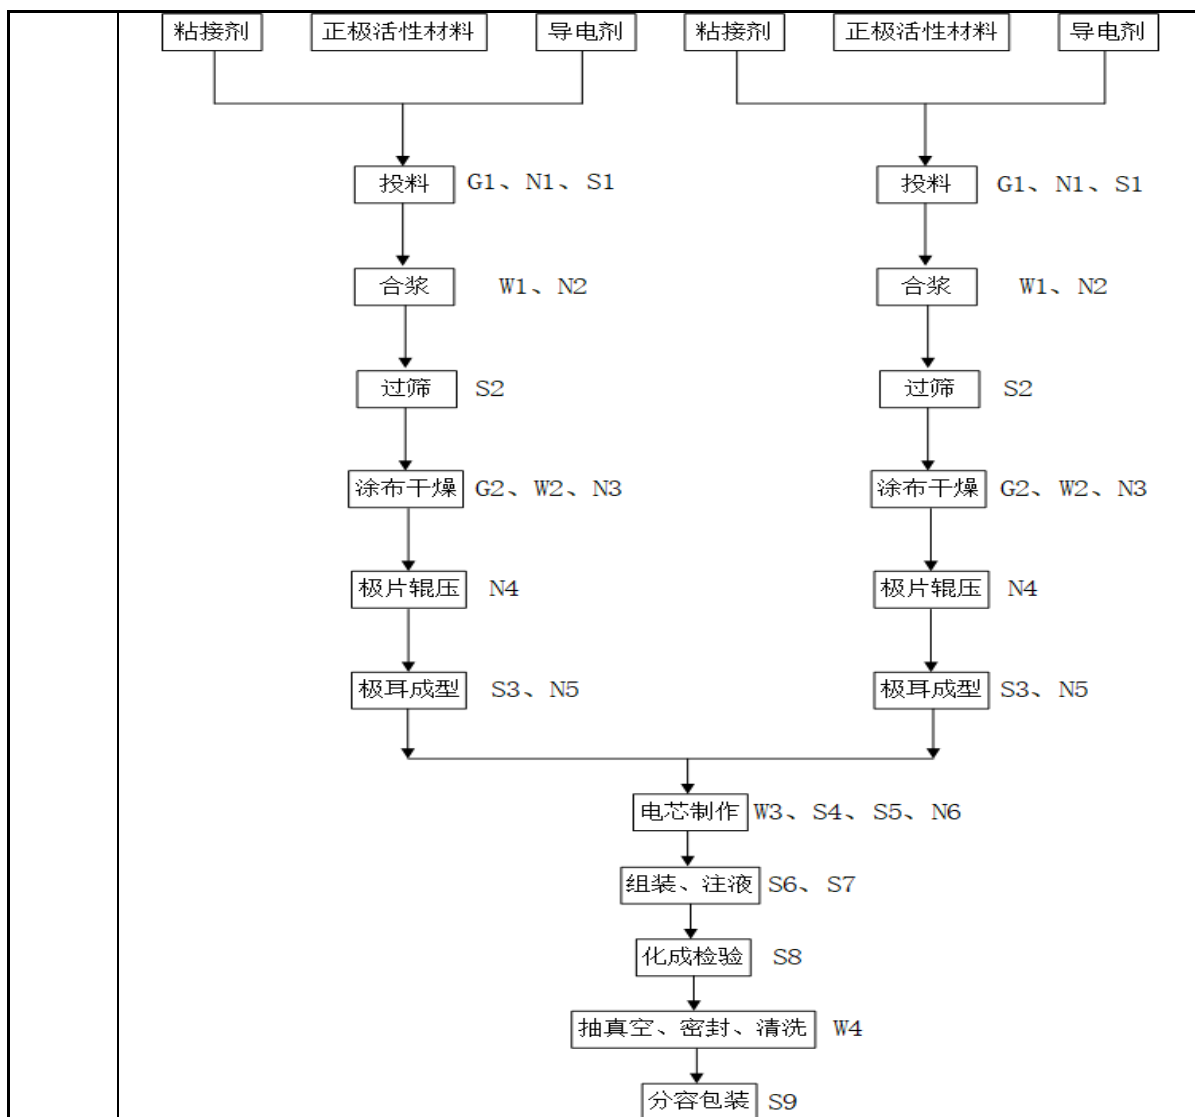 粘接剂 正极活性材料 导电剂 粘接剂 正极活性材料 导电剂
投料 G1、N1、S1 投料 G1、N1、S1
合浆 W1、N2 合浆 W1、N2
过筛 S2 过筛 S2
涂布干燥 G2、W2、N3 涂布干燥 G2、W2、N3
极片辊压 N4 极片辊压 N4
极耳成型 S3、N5 极耳成型 S3、N5
电芯制作 W3、S4、S5、N6
组装、注液 S6、S7
化成检验 S8
抽真空、密封、清洗 W4
分容包装 S9